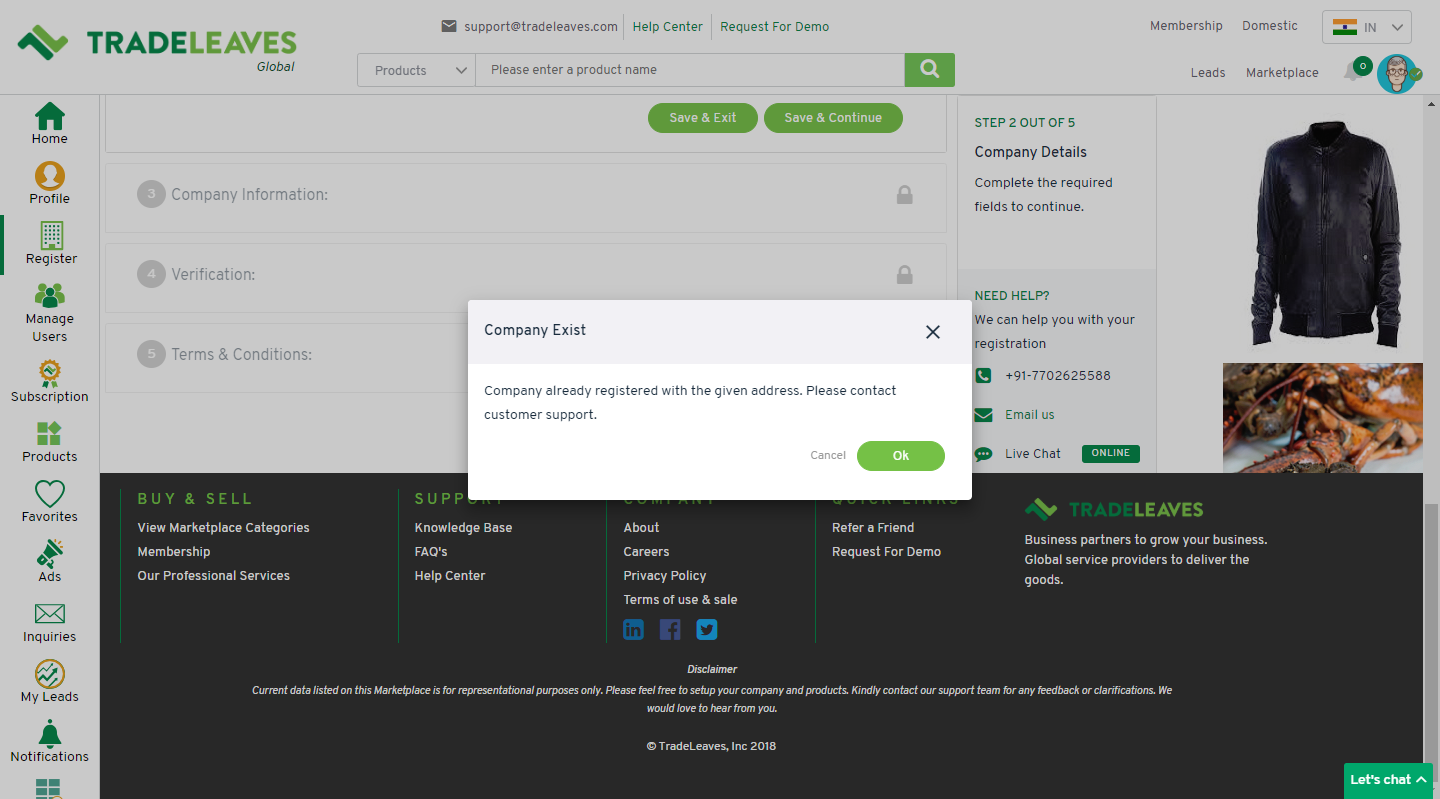 support@tradeleaves.com
Help Center
Request For Demo
Membership
Domestic
IN
TRADELEAVES
Global
Products
Please enter a product name
Leads
Marketplace
0
Home
Profile
Register
Manage
Users
Subscription
Products
Favorites
Ads
Inquiries
My Leads
Notifications
Save & Exit
Save & Continue
3 Company Information:
4 Verification:
5 Terms & Conditions:
STEP 2 OUT OF 5
Company Details
Complete the required
fields to continue.
NEED HELP?
We can help you with your
registration
+91-7702625588
Email us
Live Chat
ONLINE
Company Exist
Company already registered with the given address. Please contact
customer support.
Cancel
Ok
BUY & SELL
View Marketplace Categories
Membership
Our Professional Services
SUPPORT
Knowledge Base
FAQ's
Help Center
COMPANY
About
Careers
Privacy Policy
Terms of use & sale
QUICK LINKS
Refer a Friend
Request For Demo
TRADELEAVES
Business partners to grow your business.
Global service providers to deliver the
goods.
Disclaimer
Current data listed on this Marketplace is for representational purposes only. Please feel free to setup your company and products. Kindly contact our support team for any feedback or clarifications. We
would love to hear from you.
© TradeLeaves, Inc 2018
Let's chat